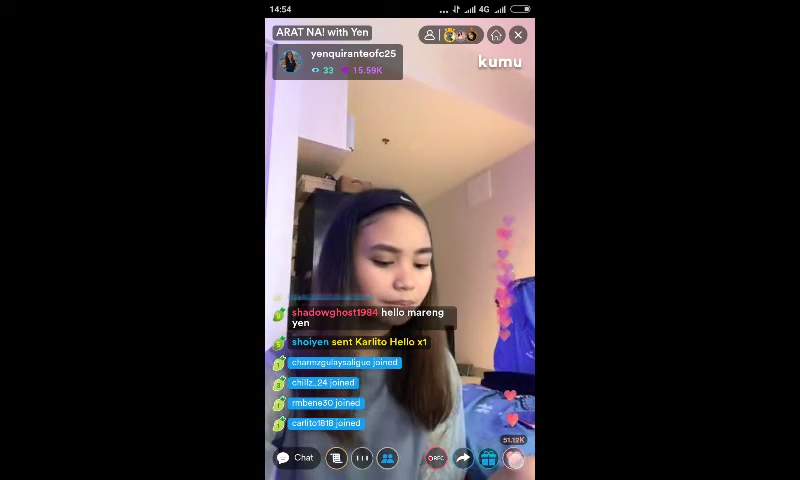 14:54
4G
ARAT NA! with Yen
yenquiranteofc25
33 15.59K
kumu
shadowghost1984 hello mareng
yen
shoiyen sent Karlito Hello x1
charmzgulaysaligue joined
chillz_24 joined
rmbene30 joined
carlito1818 joined
51.12K
Chat
REC